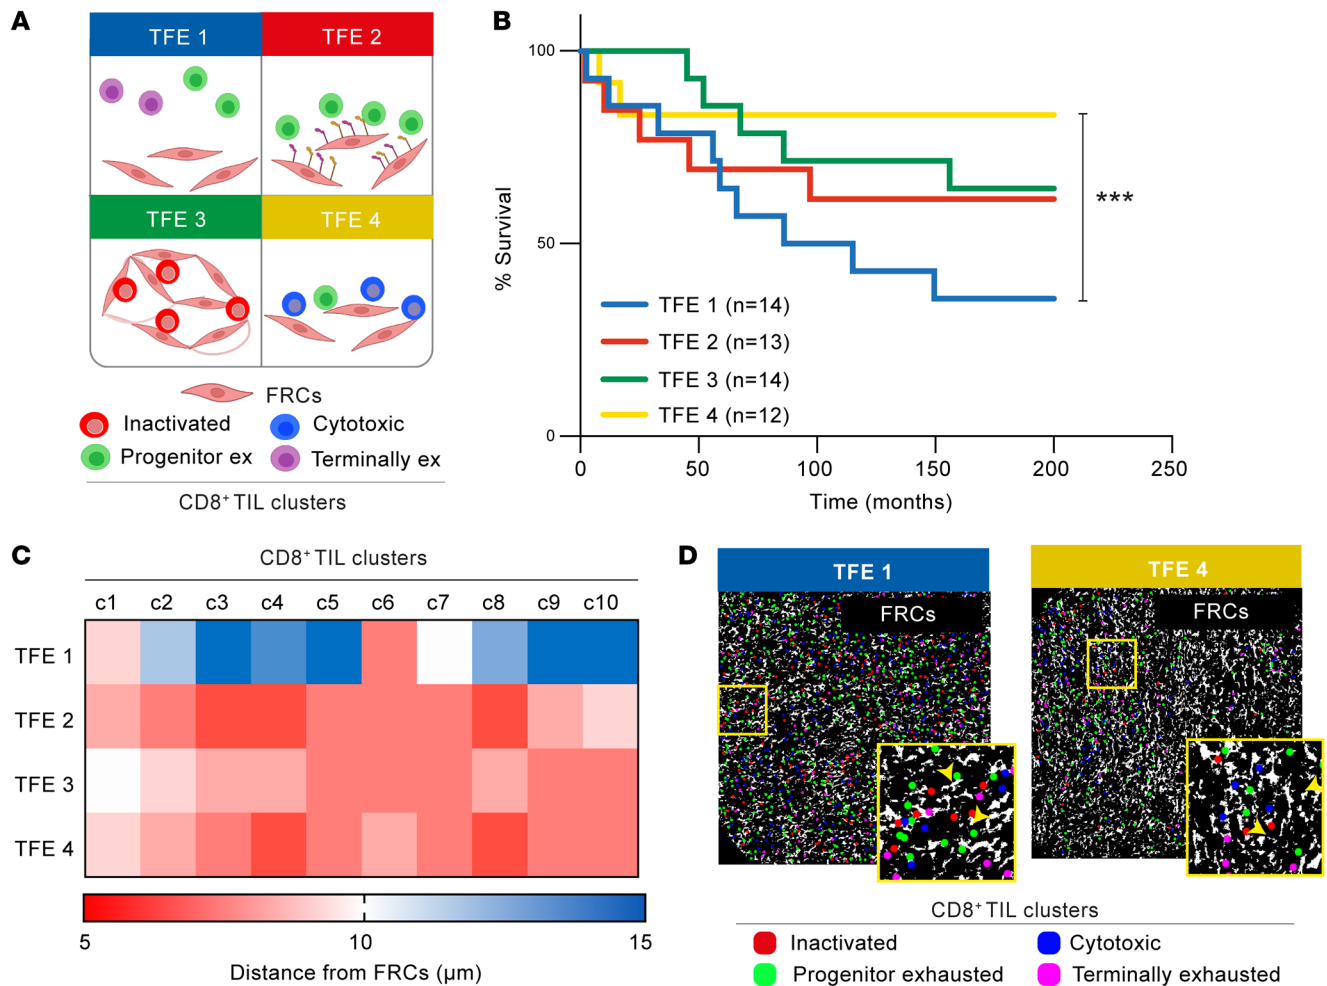 A
TFE 1
TFE 2
TFE 3
TFE 4
FRCs
Inactivated
Cytotoxic
Progenitor ex
Terminally ex
CD8+ TIL clusters
B
% Survival
100
50
0
***
TFE 1 (n=14)
TFE 2 (n=13)
TFE 3 (n=14)
TFE 4 (n=12)
0 50 100 150 200 250
Time (months)
C
CD8+ TIL clusters
c1 c2 c3 c4 c5 c6 c7 c8 c9 c10
TFE 1
TFE 2
TFE 3
TFE 4
5 10 15
Distance from FRCs (μm)
D
TFE 1
FRCs
TFE 4
FRCs
CD8+ TIL clusters
Inactivated
Cytotoxic
Progenitor exhausted
Terminally exhausted